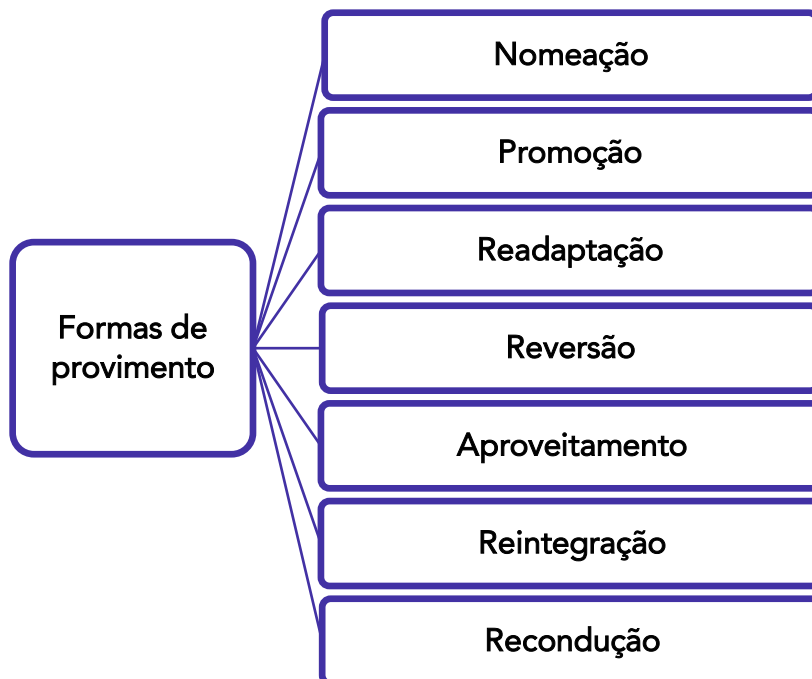 Nomeação
Promoção
Readaptação
Formas de
provimento
Reversão
Aproveitamento
Reintegração
Recondução